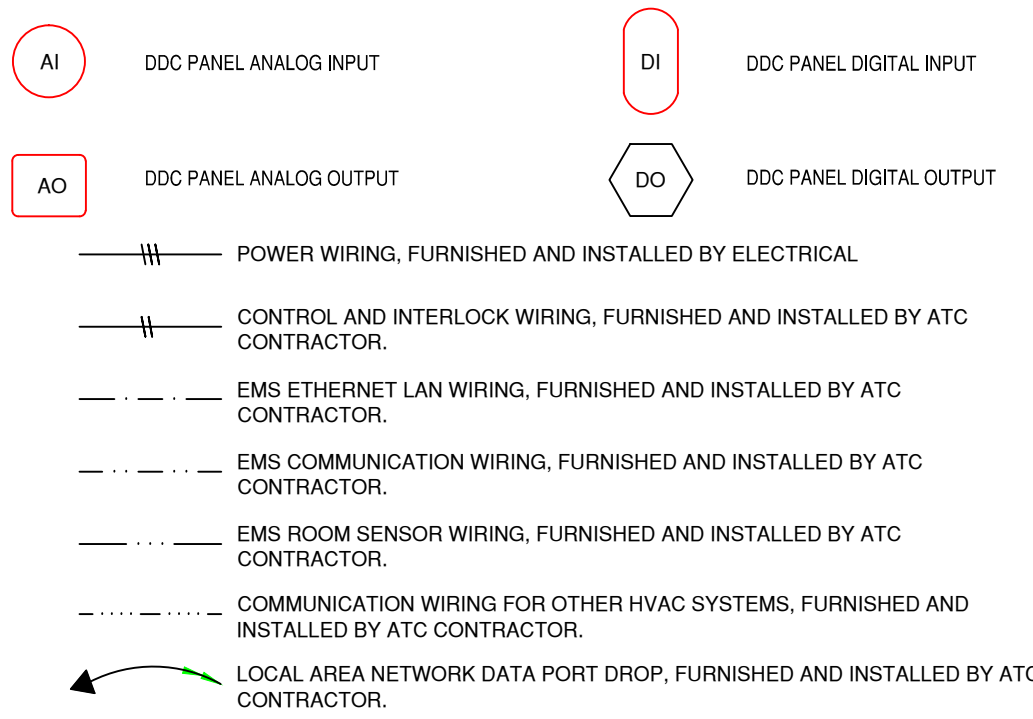 AI DDC PANEL ANALOG INPUT
DI DDC PANEL DIGITAL INPUT
AO DDC PANEL ANALOG OUTPUT
DO DDC PANEL DIGITAL OUTPUT
POWER WIRING, FURNISHED AND INSTALLED BY ELECTRICAL
CONTROL AND INTERLOCK WIRING, FURNISHED AND INSTALLED BY ATC
CONTRACTOR.
EMS ETHERNET LAN WIRING, FURNISHED AND INSTALLED BY ATC
CONTRACTOR.
EMS COMMUNICATION WIRING, FURNISHED AND INSTALLED BY ATC
CONTRACTOR.
EMS ROOM SENSOR WIRING, FURNISHED AND INSTALLED BY ATC
CONTRACTOR.
COMMUNICATION WIRING FOR OTHER HVAC SYSTEMS, FURNISHED AND
INSTALLED BY ATC CONTRACTOR.
LOCAL AREA NETWORK DATA PORT DROP, FURNISHED AND INSTALLED BY ATC
CONTRACTOR.